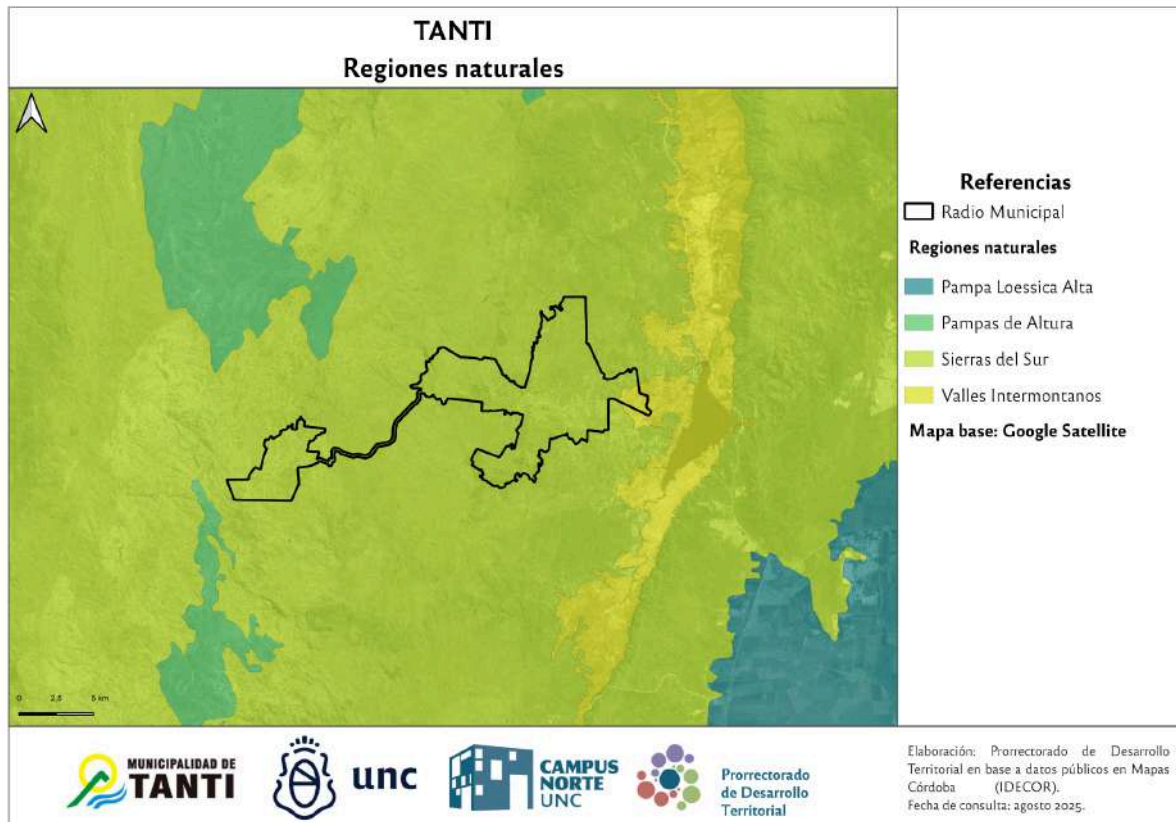 TANTI
Regiones naturales
Referencias
Radio Municipal
Regiones naturales
Pampa Loessica Alta
Pampas de Altura
Sierras del Sur
Valles Intermontanos
Mapa base: Google Satellite
0 2,5 5 km
MUNICIPALIDAD DE
TANTI
unc
CAMPUS
NORTE
UNC
Prorrectorado
de Desarrollo
Territorial
Elaboración: Prorrectorado de Desarrollo
Territorial en base a datos públicos en Mapas
Córdoba (IDECOR).
Fecha de consulta: agosto 2025.